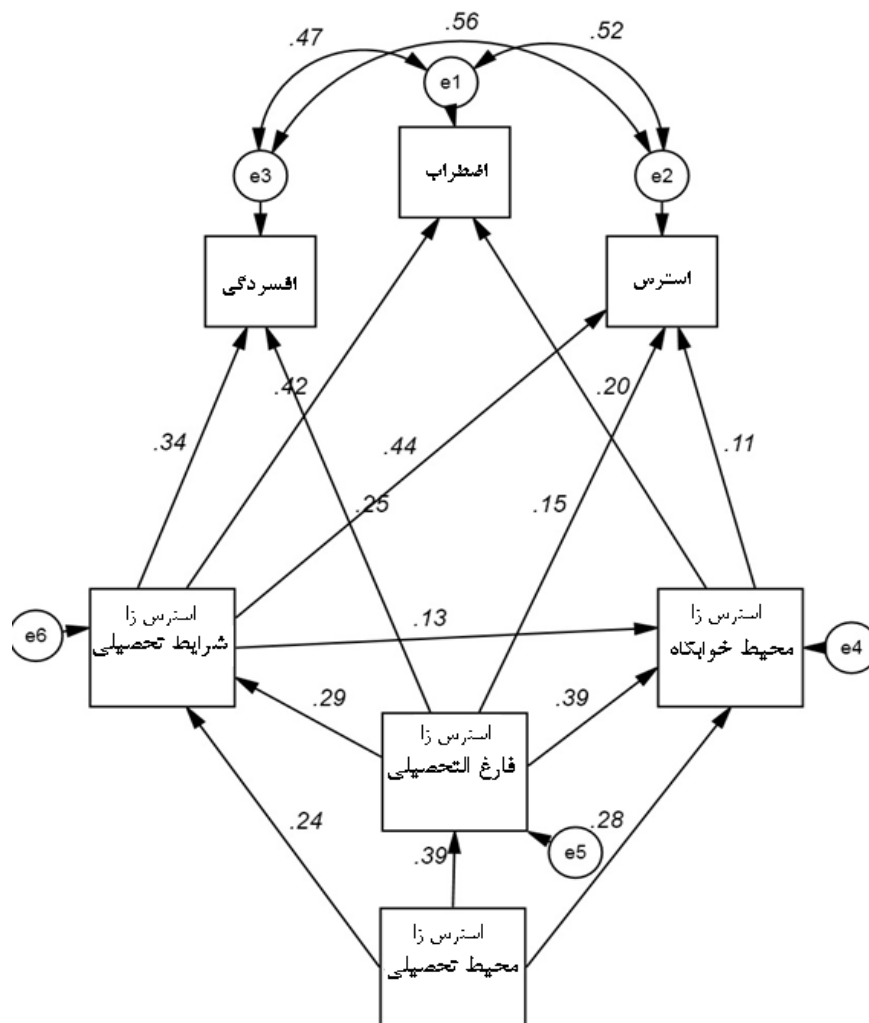 .47
.56
.52
e1
اضطراب
e3
e2
افسردگی
استرس
.42
.20
.34
.44
.11
.25
.15
استرس زا
شرایط تحصیلی
استرس زا
محیط خوابگاه
e6
.13
e4
.29
.39
استرس زا
فارغ التحصیلی
.24
.28
.39
e5
استرس زا
محیط تحصیلی